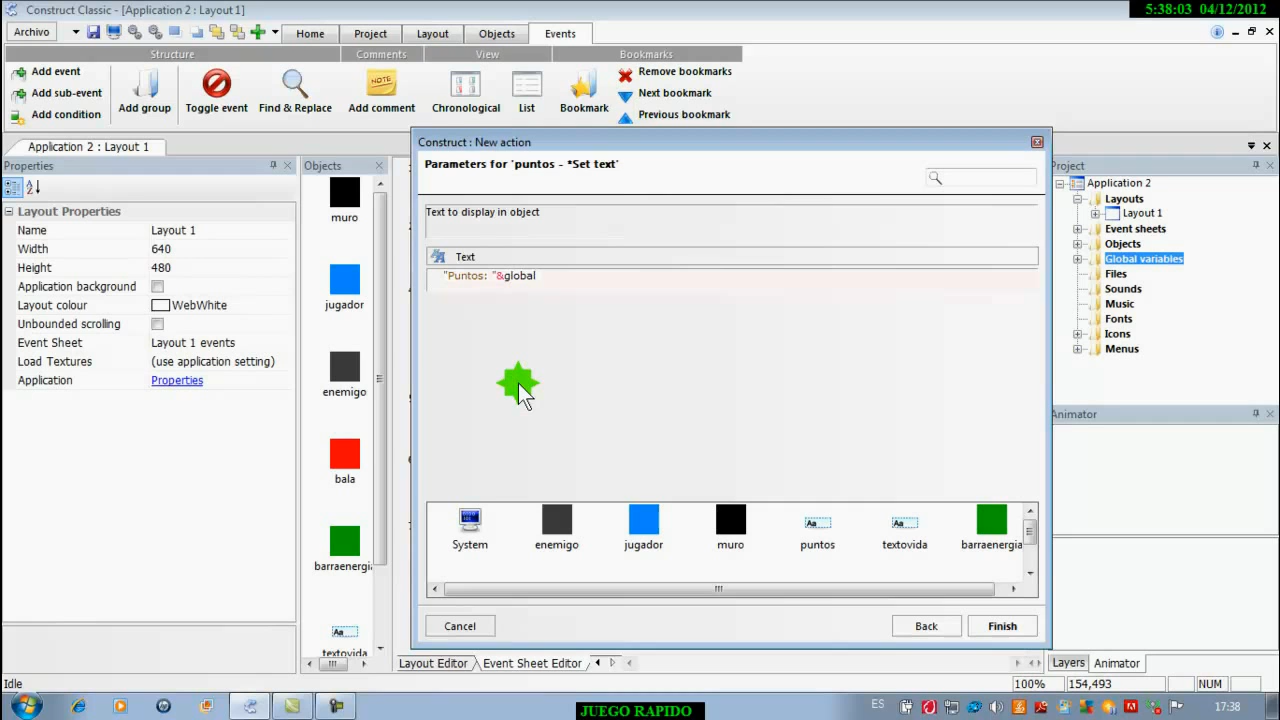 Construct Classic - [Application 2 : Layout 1]
5:38:03 04/12/2012
Archivo
Home
Project
Layout
Objects
Events
Structure
Comments
View
Bookmarks
Add event
Add sub-event
Add condition
Add group
Toggle event
Find & Replace
NOTE
Add comment
Chronological
List
Bookmark
Remove bookmarks
Next bookmark
Previous bookmark
Application 2 : Layout 1
Properties
Layout Properties
Name Layout 1
Width 640
Height 480
Application background
Layout colour WebWhite
Unbounded scrolling
Event Sheet Layout 1 events
Load Textures (use application setting)
Application Properties
Objects
muro
jugador
enemigo
bala
barraenergia
Aa
textovida
Construct : New action
Parameters for 'puntos - *Set text'
Text to display in object
Text
"Puntos: "&global
System
enemigo
jugador
muro
Aa
puntos
Aa
textovida
barraenergia
Cancel
Back
Finish
Project
Application 2
Layouts
Layout 1
Event sheets
Objects
Global variables
Files
Sounds
Music
Fonts
Icons
Menus
Animator
Layout Editor
Event Sheet Editor
Layers
Animator
Idle
100%
154,493
NUM
JUEGO RAPIDO
ES
17:38